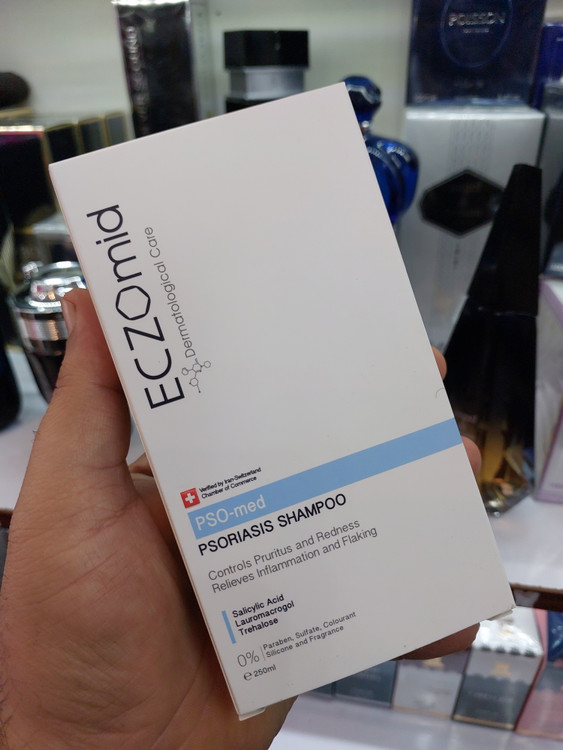 ECZOmid
Dermatological Care
Verified by Iran-Switzerland
Chamber of Commerce
PSO-med
PSORIASIS SHAMPOO
Controls Pruritus and Redness
Relieves Inflammation and Flaking
Salicylic Acid
Lauromacrogol
Trehalose
0% Paraben, Sulfate, Colourant
Silicone and Fragrance
℮ 250ml